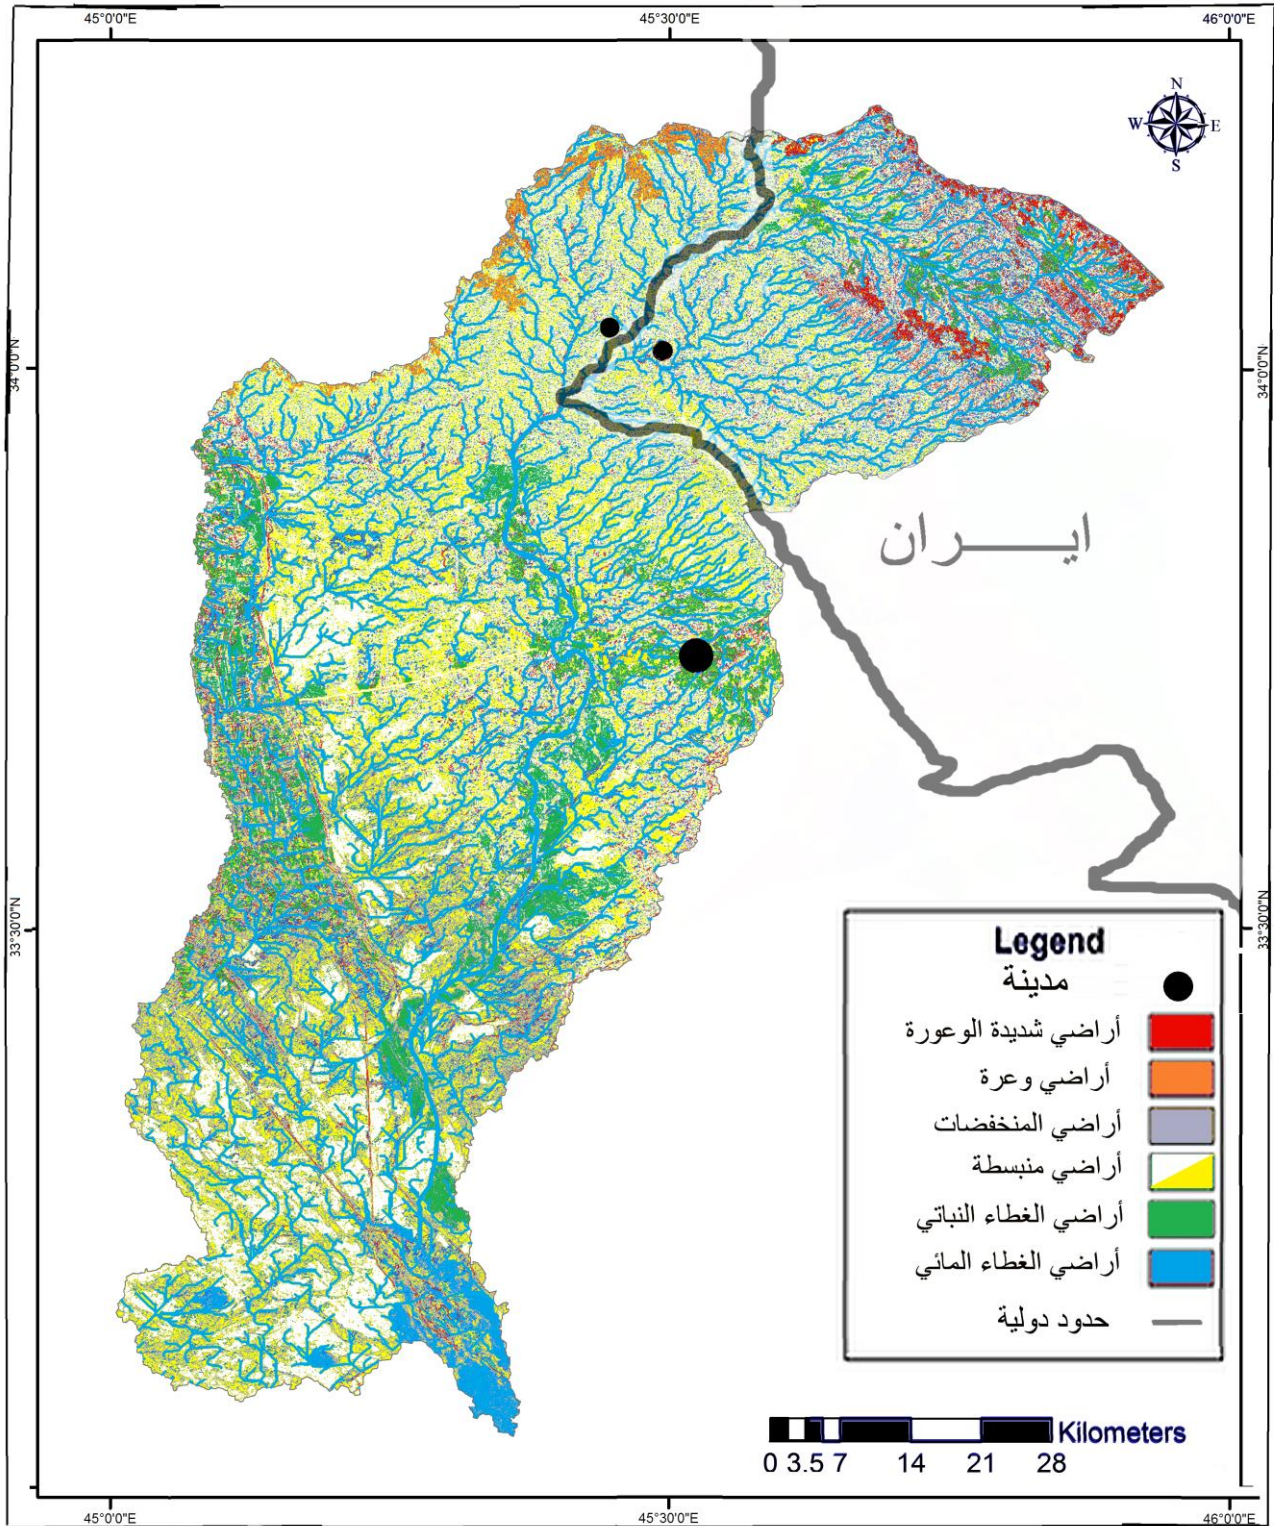 45°0'0"E 45°30'0"E 46°0'0"E
N
W E
S
34°0'0"N 34°0'0"N
ايـــران
33°30'0"N 33°30'0"N
Legend
مدينة
أراضي شديدة الوعورة
أراضي وعرة
أراضي المنخفضات
أراضي منبسطة
أراضي الغطاء النباتي
أراضي الغطاء المائي
حدود دولية
Kilometers
0 3.5 7 14 21 28
45°0'0"E 45°30'0"E 46°0'0"E